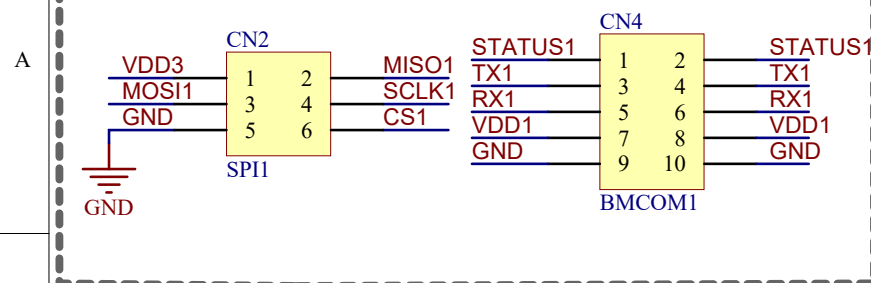 A
CN2
VDD3 1 2 MISO1
MOSI1 3 4 SCLK1
GND 5 6 CS1
SPI1
GND
CN4
STATUS1 1 2 STATUS1
TX1 3 4 TX1
RX1 5 6 RX1
VDD1 7 8 VDD1
GND 9 10 GND
BMCOM1